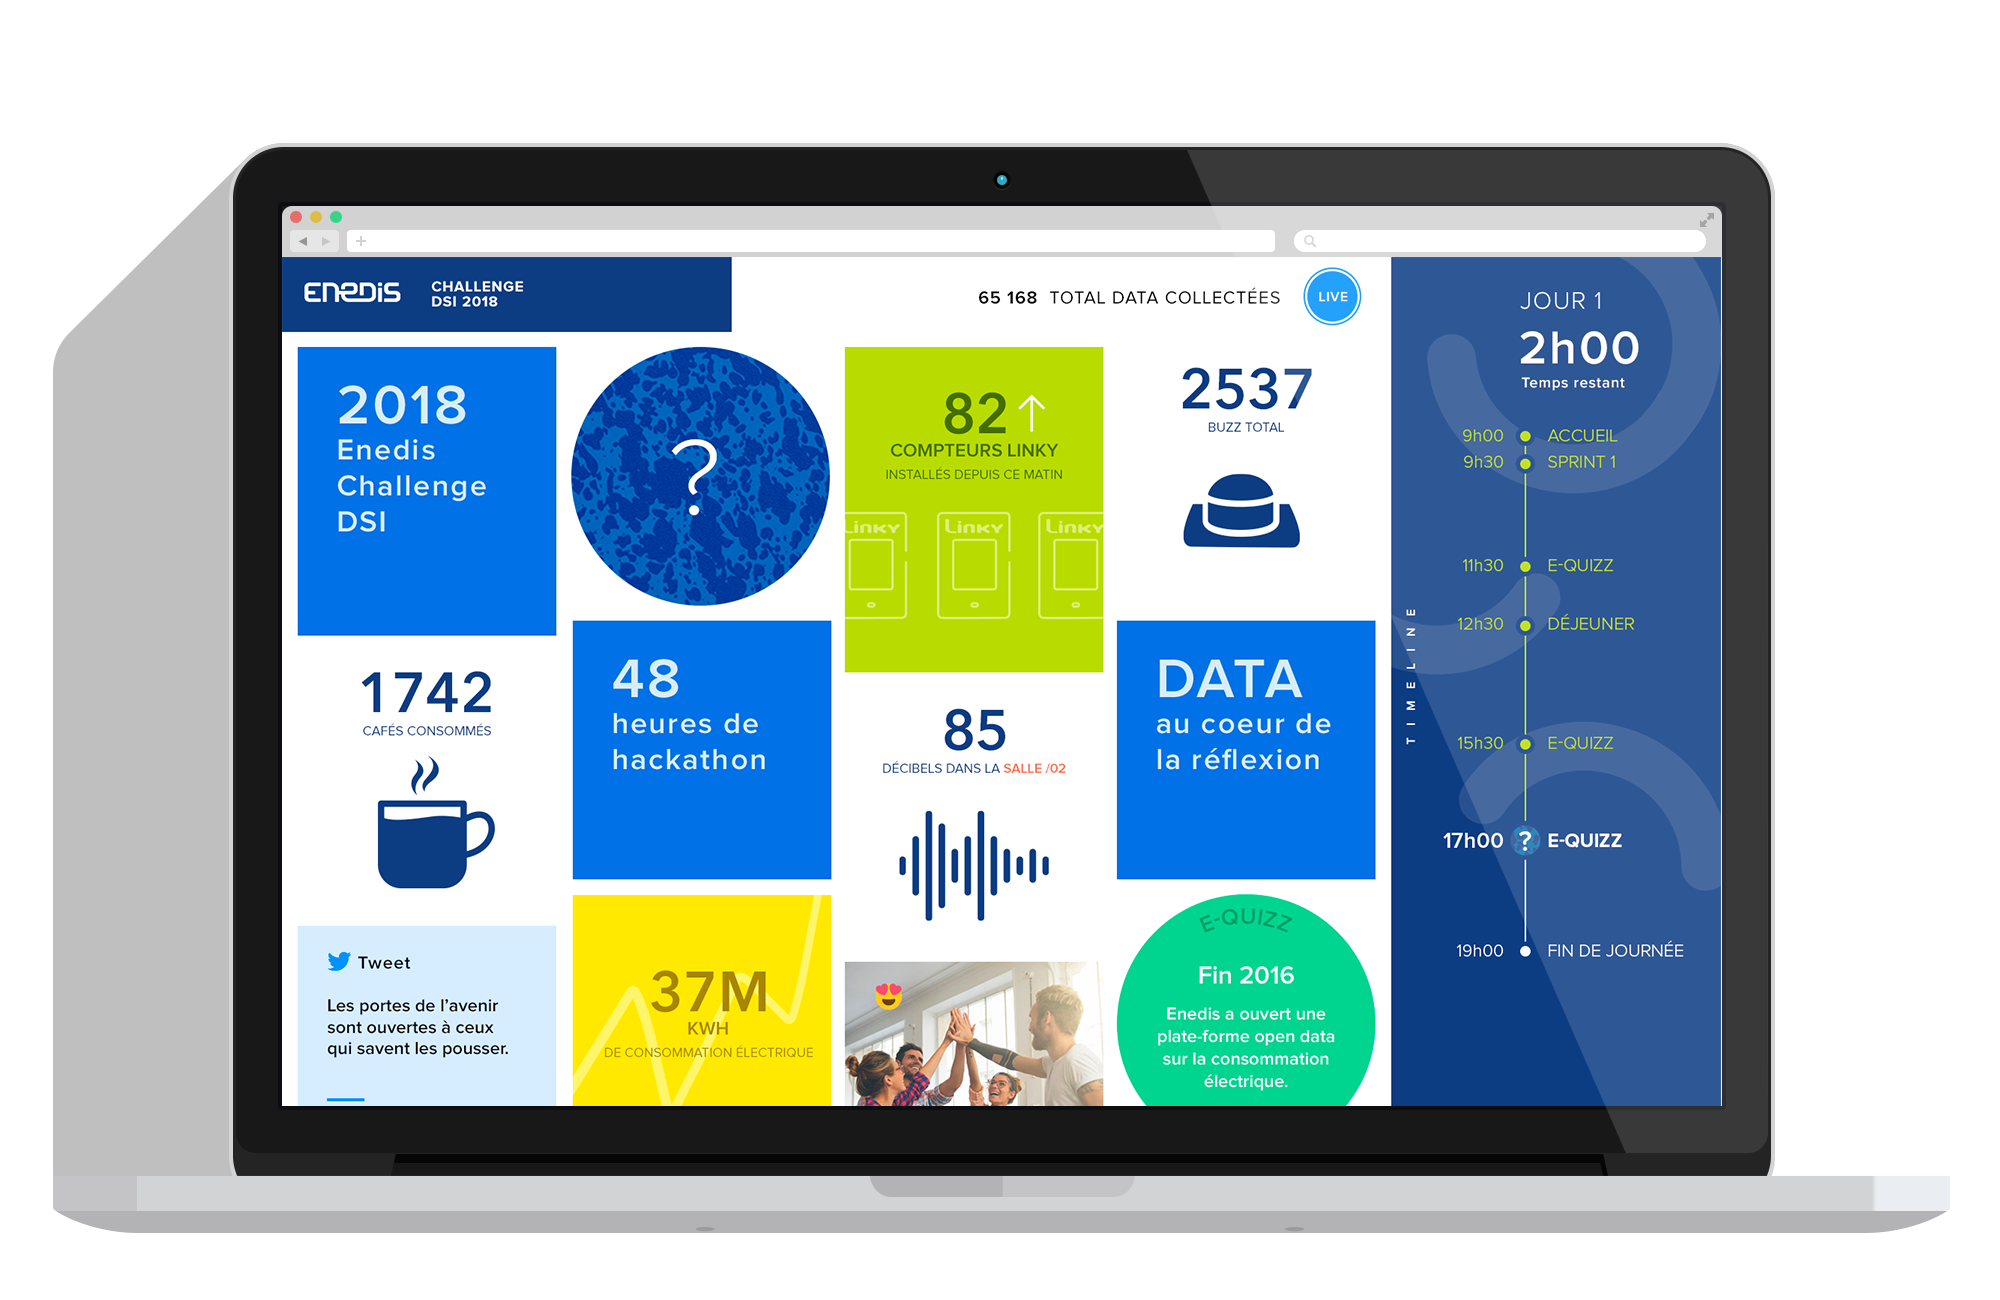 enedis
CHALLENGE
DSI 2018
65 168 TOTAL DATA COLLECTÉES
LIVE
2018
Enedis
Challenge
DSI
?
82
COMPTEURS LINKY
INSTALLÉS DEPUIS CE MATIN
Linky
Linky
Linky
2537
BUZZ TOTAL
1742
CAFÉS CONSOMMÉS
48
heures de
hackathon
85
DÉCIBELS DANS LA SALLE /02
DATA
au coeur de
la réflexion
Tweet
Les portes de l'avenir
sont ouvertes à ceux
qui savent les pousser.
37M
KWH
DE CONSOMMATION ÉLECTRIQUE
E-QUIZZ
Fin 2016
Enedis a ouvert une
plate-forme open data
sur la consommation
électrique.
JOUR 1
2h00
Temps restant
TIMELINE
9h00 ACCUEIL
9h30 SPRINT 1
11h30 E-QUIZZ
12h30 DÉJEUNER
15h30 E-QUIZZ
17h00 ? E-QUIZZ
19h00 FIN DE JOURNÉE